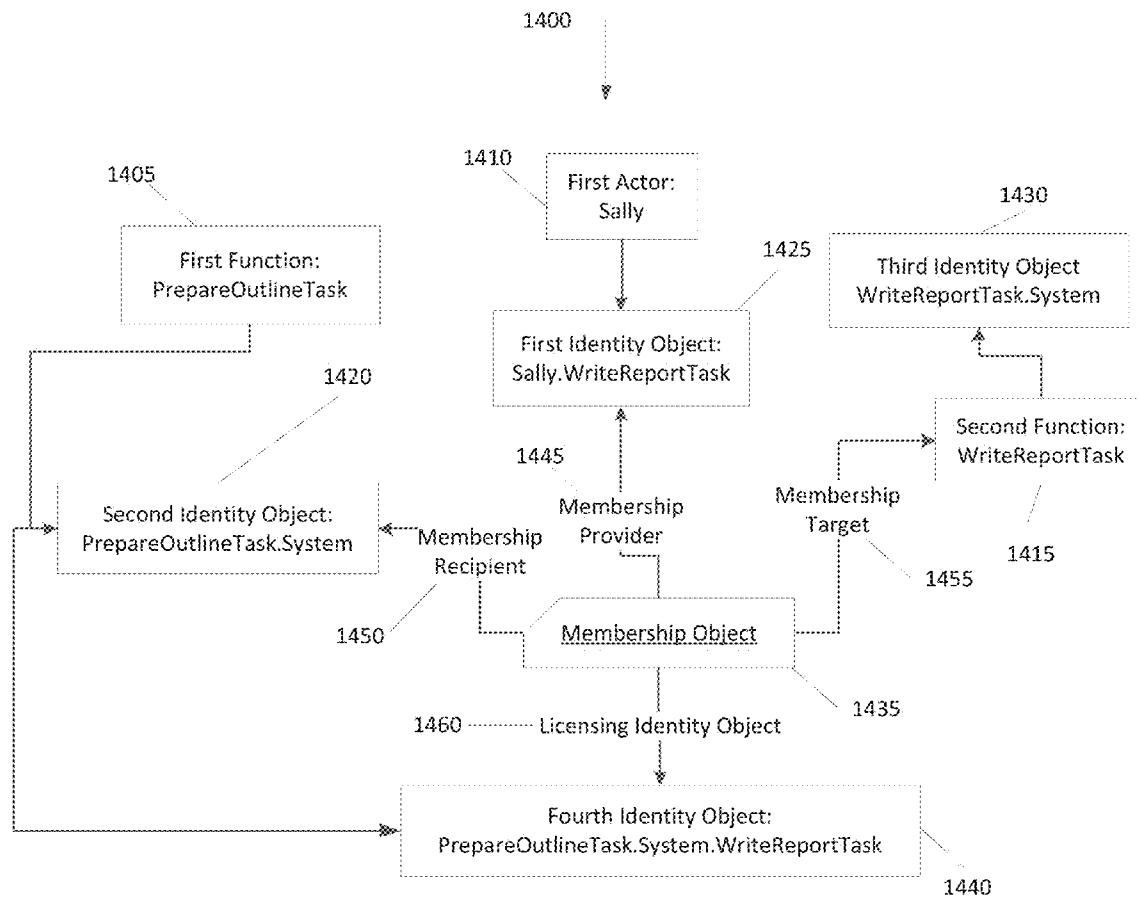 1400
1410
First Actor:
Sally
1405
First Function:
PrepareOutlineTask
1430
Third Identity Object
WriteReportTask.System
1425
First Identity Object:
Sally.WriteReportTask
1420
Second Function:
WriteReportTask
1445
Membership
Provider
Membership
Target
Second Identity Object:
PrepareOutlineTask.System
Membership
Recipient
1415
1455
1450
Membership Object
1435
1460
Licensing Identity Object
Fourth Identity Object:
PrepareOutlineTask.System.WriteReportTask
1440